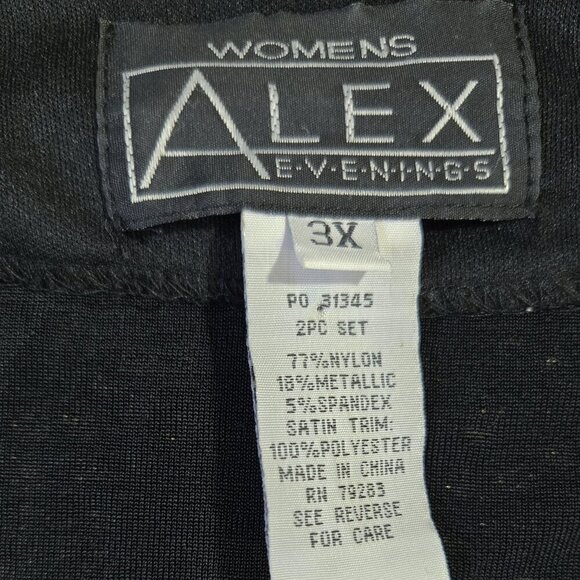 WOMENS
ALEX
E·V·E·N·I·N·G·S
3X
PO 31345
2PC SET
77%NYLON
18%METALLIC
5%SPANDEX
SATIN TRIM:
100%POLYESTER
MADE IN CHINA
RN 79283
SEE REVERSE
FOR CARE